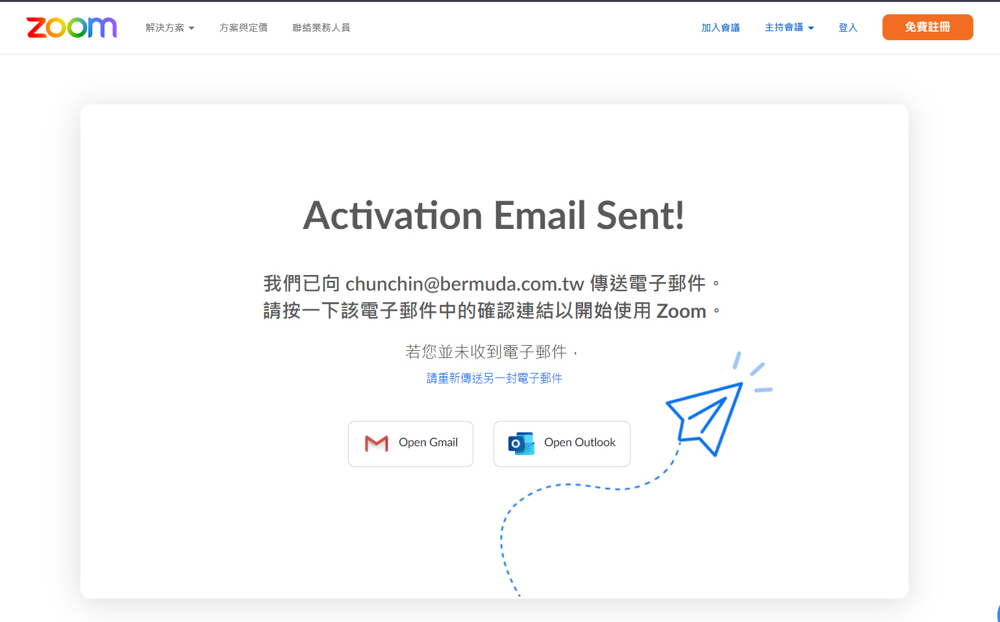 zoom
解決方案
方案與定價
聯絡業務人員
加入會議
主持會議
登入
免費註冊
Activation Email Sent!
我們已向 chunchin@bermuda.com.tw 傳送電子郵件。
請按一下該電子郵件中的確認連結以開始使用 Zoom。
若您並未收到電子郵件，
請重新傳送另一封電子郵件
Open Gmail
Open Outlook